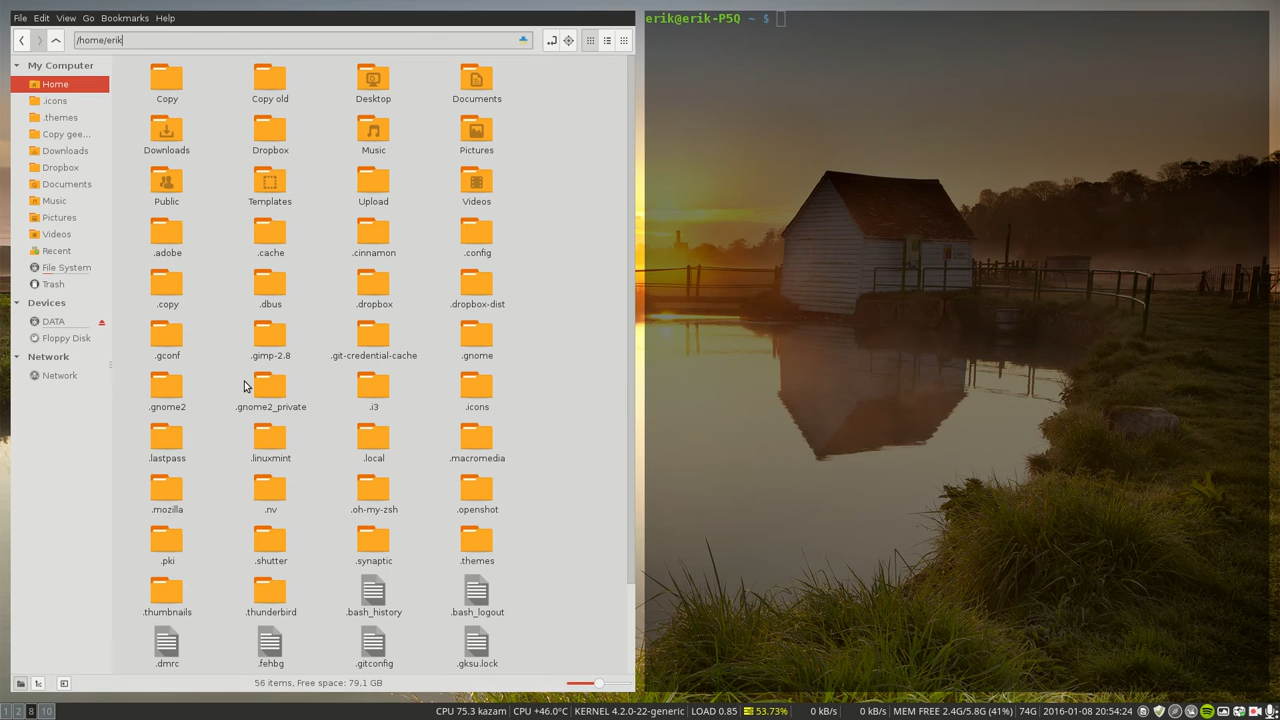 File Edit View Go Bookmarks Help
erik@erik-P5Q ~ $
/home/erik
My Computer
Home
.icons
.themes
Copy gee...
Downloads
Dropbox
Documents
Music
Pictures
Videos
Recent
File System
Trash
Devices
DATA
Floppy Disk
Network
Network
Copy Copy old Desktop Documents
Downloads Dropbox Music Pictures
Public Templates Upload Videos
.adobe .cache .cinnamon .config
.copy .dbus .dropbox .dropbox-dist
.gconf .gimp-2.8 .git-credential-cache .gnome
.gnome2 .gnome2_private .i3 .icons
.lastpass .linuxmint .local .macromedia
.mozilla .nv .oh-my-zsh .openshot
.pki .shutter .synaptic .themes
.thumbnails .thunderbird .bash_history .bash_logout
.dmrc .fehbg .gitconfig .gksu.lock
56 items, Free space: 79,1 GB
1 2 8 10
CPU 75.3 kazam CPU +46.0°C KERNEL 4.2.0-22-generic LOAD 0.85 53.73% 0 kB/s 0 kB/s MEM FREE 2.4G/5.8G (41%) 74G 2016-01-08 20:54:24